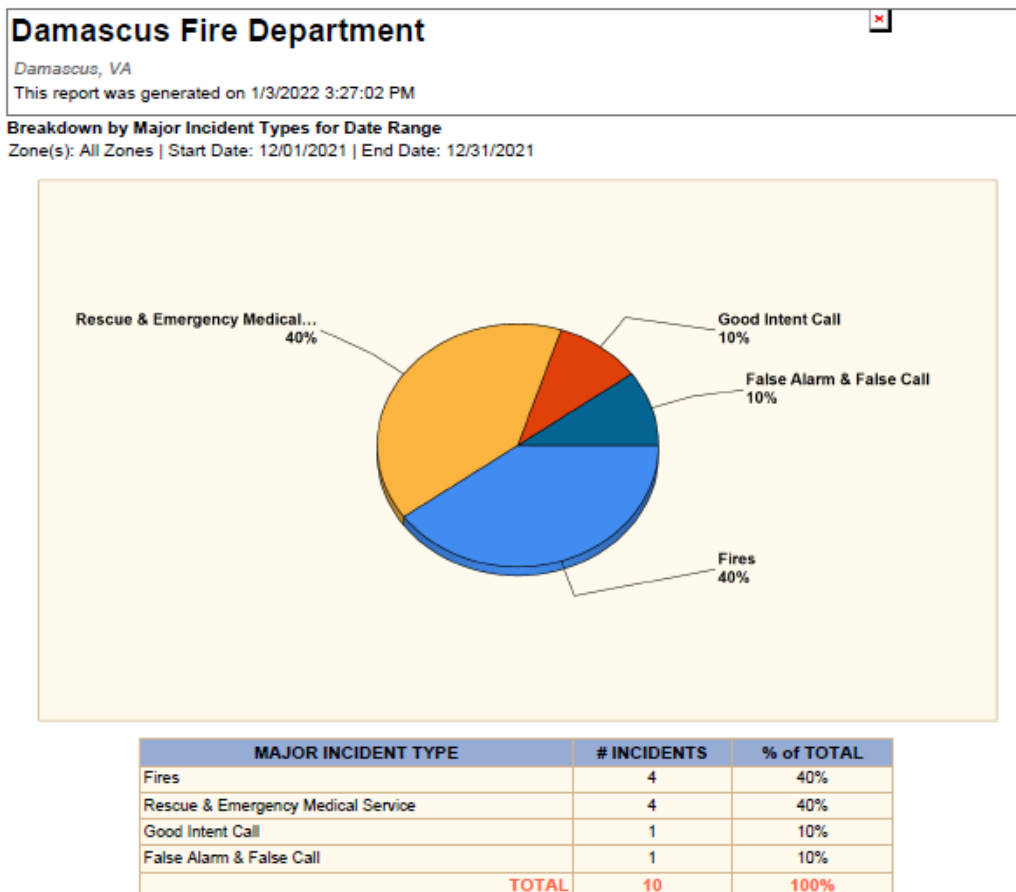 Damascus Fire Department
Damascus, VA
This report was generated on 1/3/2022 3:27:02 PM
Breakdown by Major Incident Types for Date Range
Zone(s): All Zones | Start Date: 12/01/2021 | End Date: 12/31/2021
Rescue & Emergency Medical...
40%
Good Intent Call
10%
False Alarm & False Call
10%
Fires
40%
MAJOR INCIDENT TYPE # INCIDENTS % of TOTAL
Fires 4 40%
Rescue & Emergency Medical Service 4 40%
Good Intent Call 1 10%
False Alarm & False Call 1 10%
TOTAL 10 100%